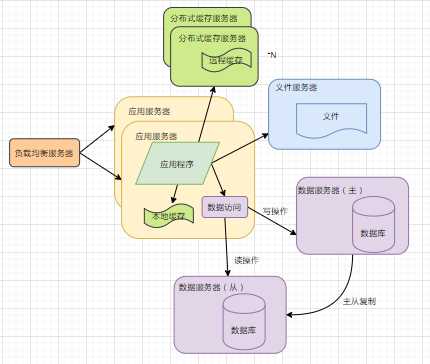 分布式缓存服务器
分布式缓存服务器
远程缓存
*N
文件服务器
文件
应用服务器
应用服务器
负载均衡服务器
应用程序
本地缓存
数据访问
写操作
数据服务器（主）
数据库
读操作
数据服务器（从）
数据库
主从复制